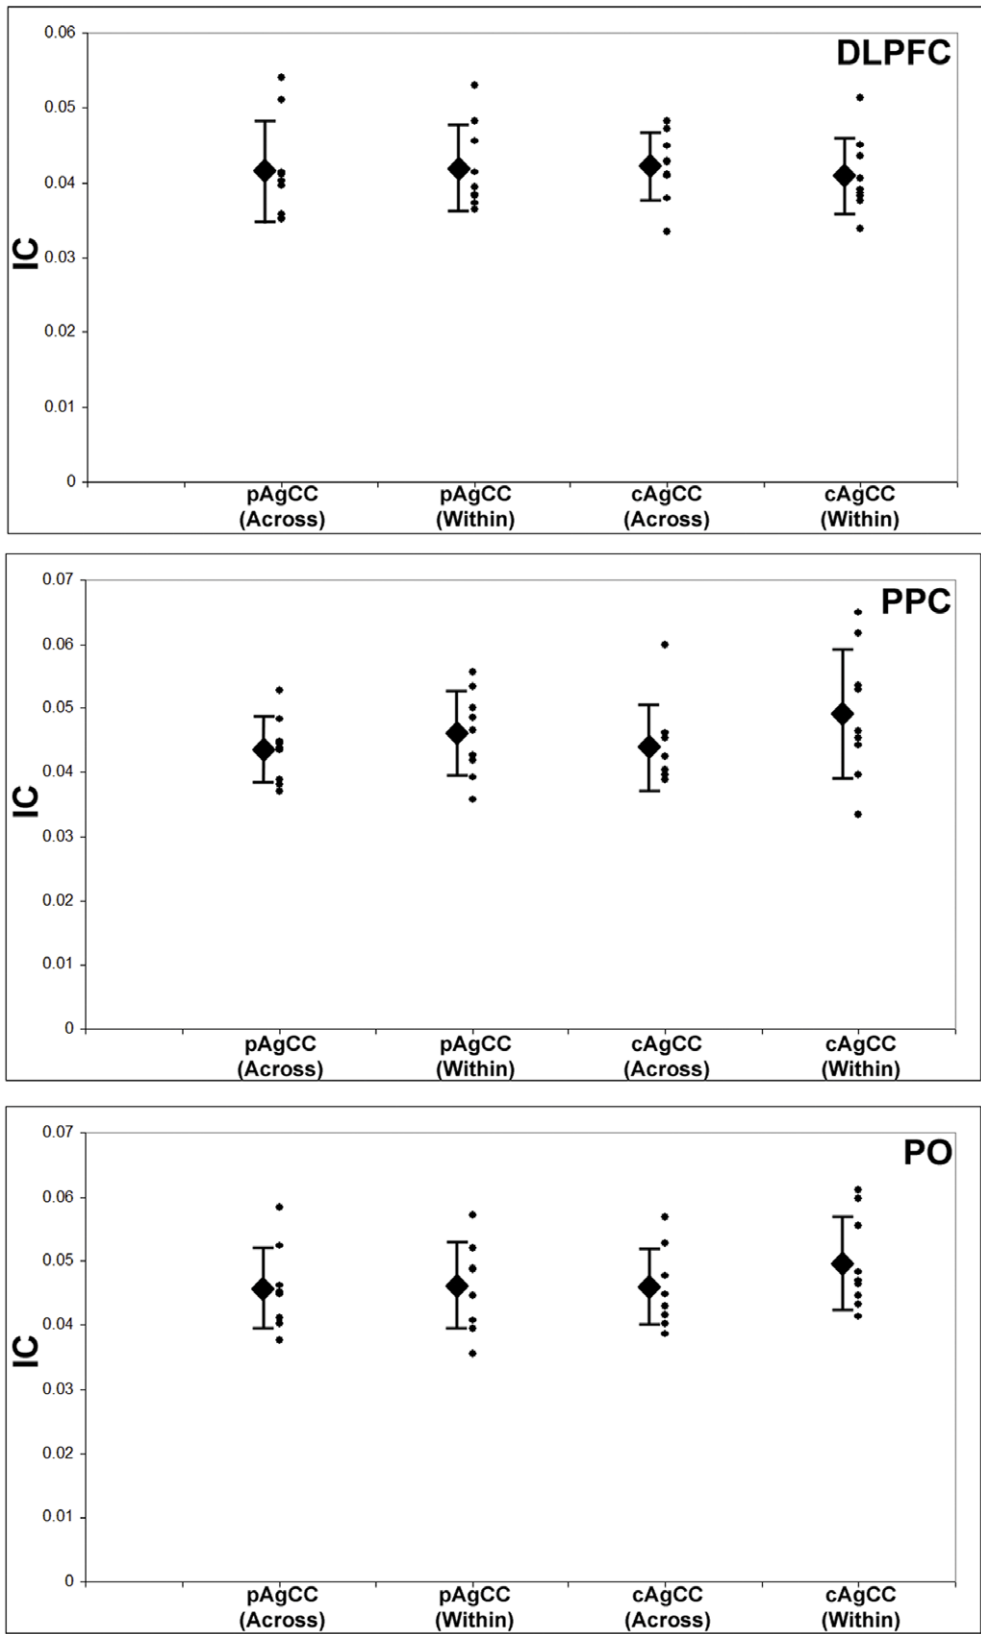 DLPFC
0.06
0.05
0.04
0.03
0.02
0.01
0
IC
pAgCC (Across)
pAgCC (Within)
cAgCC (Across)
cAgCC (Within)
PPC
0.07
0.06
0.05
0.04
0.03
0.02
0.01
0
IC
pAgCC (Across)
pAgCC (Within)
cAgCC (Across)
cAgCC (Within)
PO
0.07
0.06
0.05
0.04
0.03
0.02
0.01
0
IC
pAgCC (Across)
pAgCC (Within)
cAgCC (Across)
cAgCC (Within)